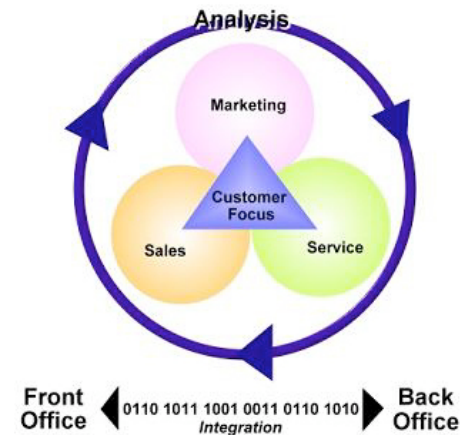 Analysis
Marketing
Customer
Focus
Sales
Service
Front
Office
0110 1011 1001 0011 0110 1010
Integration
Back
Office